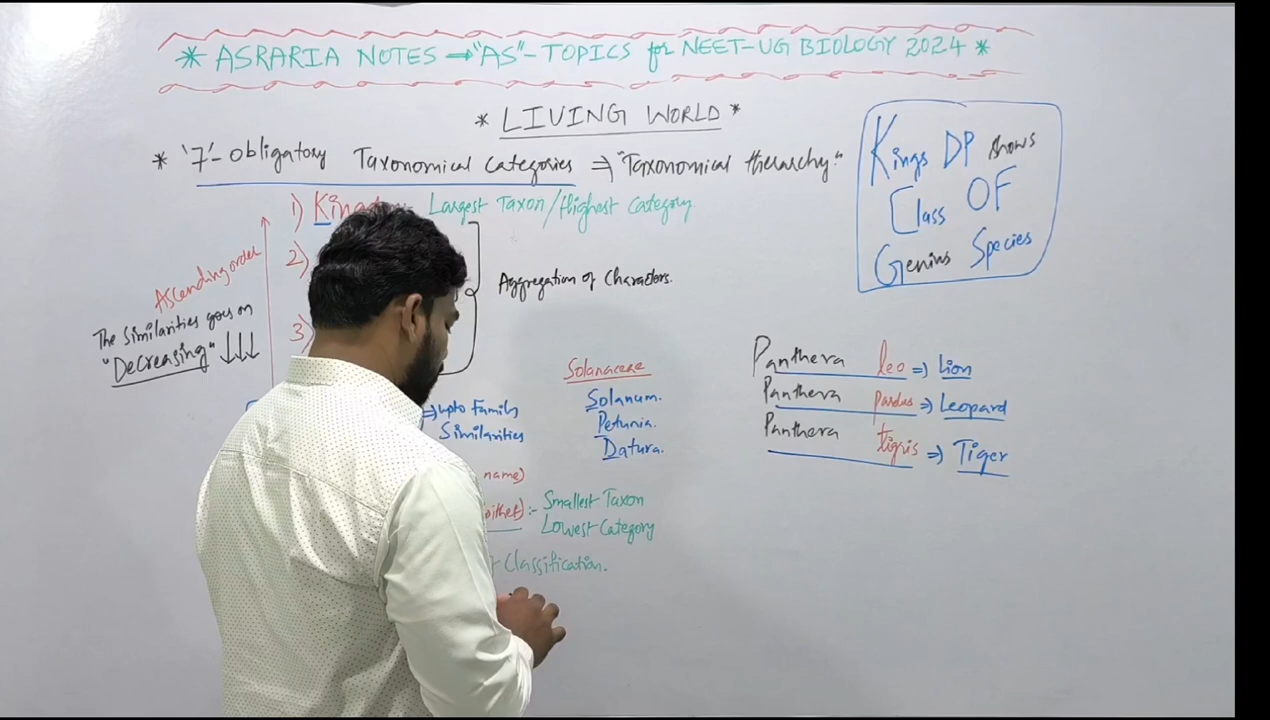 * ASRARIA NOTES → "AS"-TOPICS for NEET-UG BIOLOGY 2024 *
* LIVING WORLD *
* '7'-Obligatory Taxonomical categories ⇒ "Taxonomical Hierarchy."
1) Largest Taxon/Highest Category.
2)
3)
Aggregation of Characters.
Ascending order
The Similarities goes on
"Decreasing" ↓↓↓
⇒ upto Family
Similarities
name)
:- Smallest Taxon
Lowest Category
Classification.
Solanaceae
Solanum.
Petunia.
Datura.
Kings DP shows
Class OF
Genius Species
Panthera leo ⇒ Lion
Panthera pardus ⇒ Leopard
Panthera tigris ⇒ Tiger